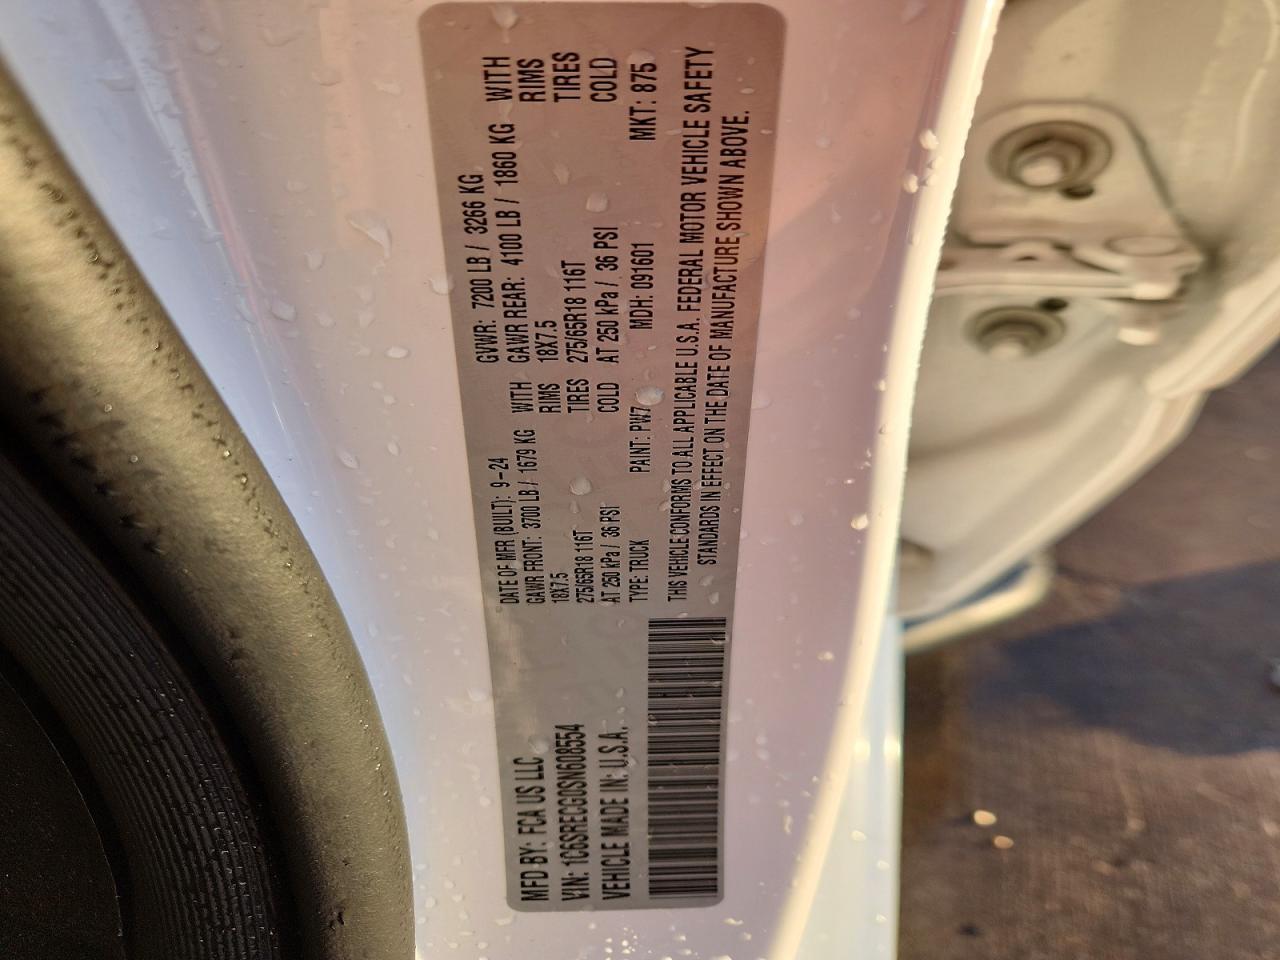 MFD BY: FCA US LLC
VIN: 1C6SRECG0SN608554
VEHICLE MADE IN: U.S.A.
DATE OF MFR (BUILT): 9-24
GAWR FRONT: 3700 LB / 1679 KG WITH
18X7.5 RIMS
275/65R18 116T TIRES
AT 250 kPa / 36 PSI COLD
GVWR: 7200 LB / 3266 KG
GAWR REAR: 4100 LB / 1860 KG WITH
18X7.5 RIMS
275/65R18 116T TIRES
AT 250 kPa / 36 PSI COLD
TYPE: TRUCK PAINT: PW7 MDH: 091601 MKT: 875
THIS VEHICLE CONFORMS TO ALL APPLICABLE U.S.A. FEDERAL MOTOR VEHICLE SAFETY
STANDARDS IN EFFECT ON THE DATE OF MANUFACTURE SHOWN ABOVE.